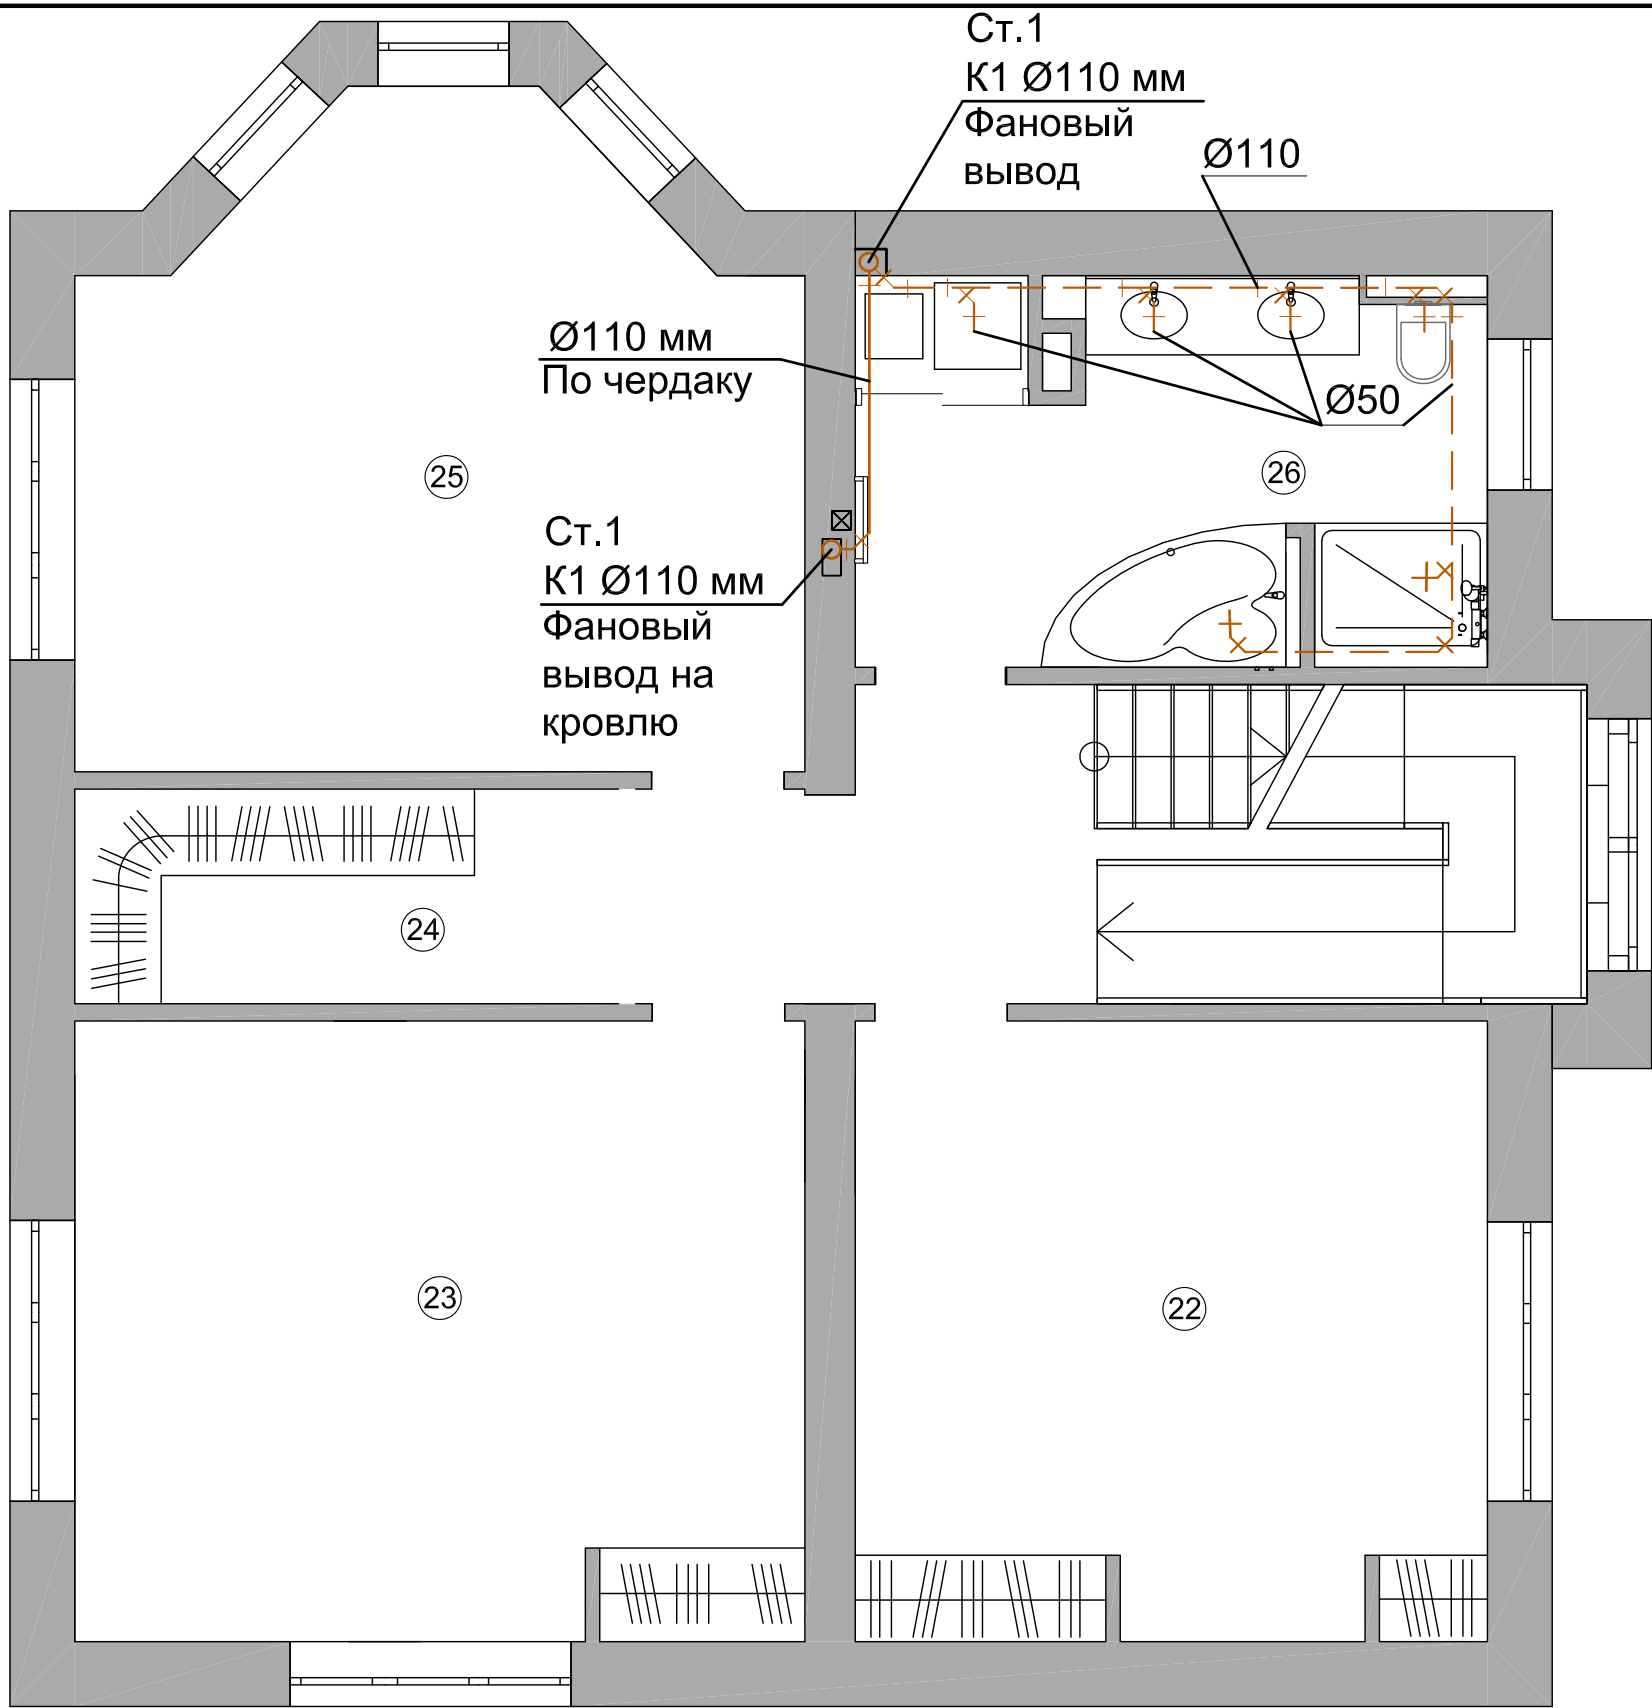 Ст.1
К1 Ø110 мм
Фановый
вывод
Ø110
Ø110 мм
По чердаку
Ø50
25
26
Ст.1
К1 Ø110 мм
Фановый
вывод на
кровлю
24
23
22